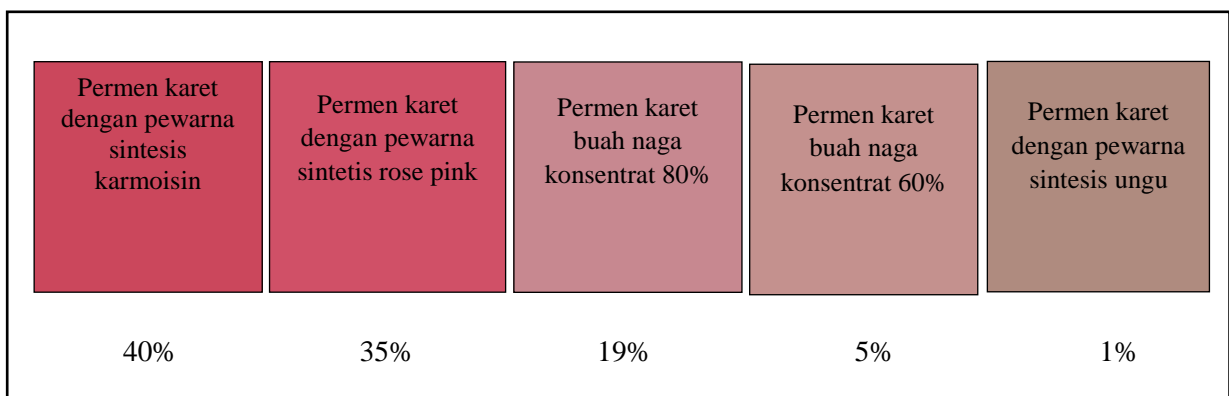 Permen karet
dengan pewarna
sintesis
karmoisin
Permen karet
dengan pewarna
sintetis rose pink
Permen karet
buah naga
konsentrat 80%
Permen karet
buah naga
konsentrat 60%
Permen karet
dengan pewarna
sintesis ungu
40%
35%
19%
5%
1%